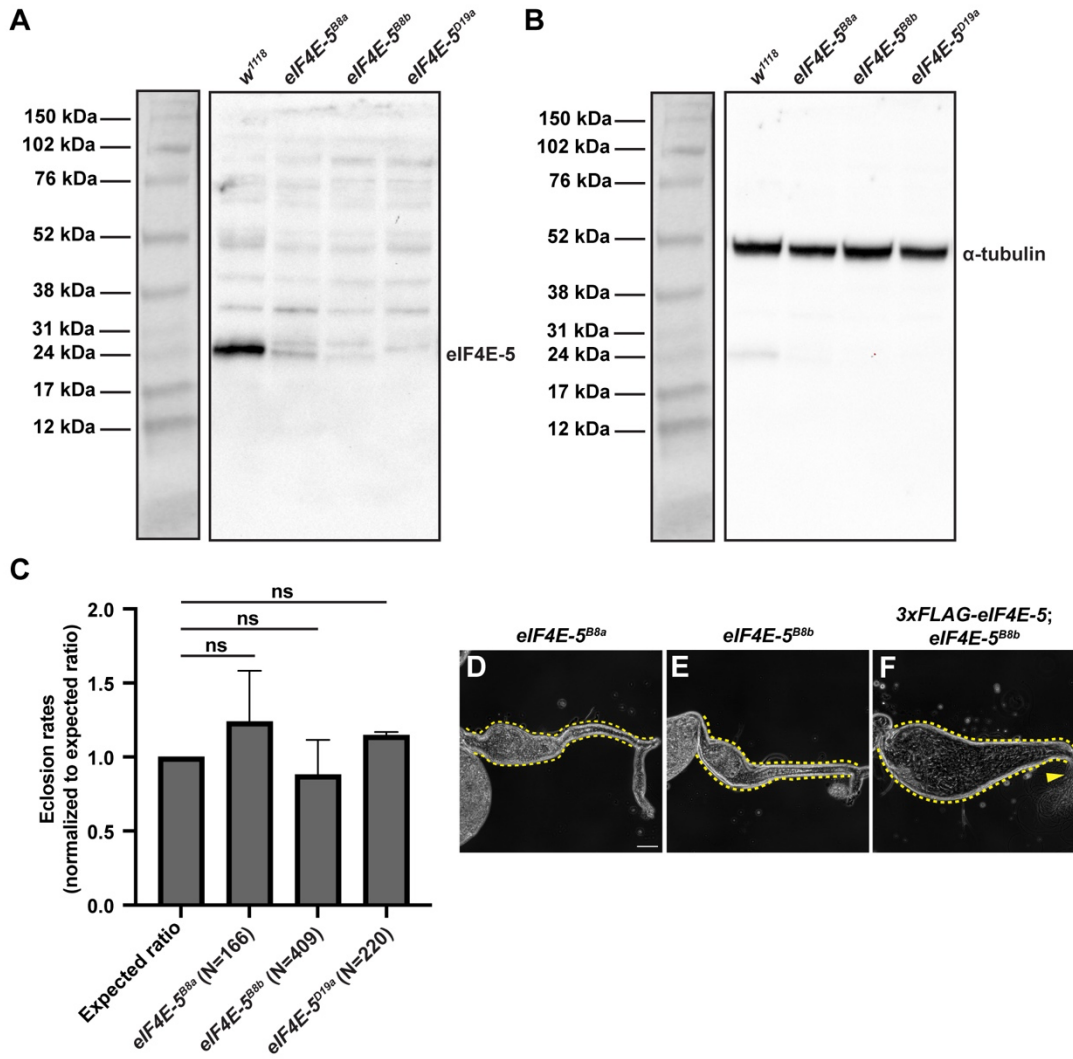 A
w1118
eIF4E-5B8a
eIF4E-5B8b
eIF4E-5D19a
150 kDa
102 kDa
76 kDa
52 kDa
38 kDa
31 kDa
24 kDa
17 kDa
12 kDa
eIF4E-5
B
w1118
eIF4E-5B8a
eIF4E-5B8b
eIF4E-5D19a
150 kDa
102 kDa
76 kDa
52 kDa
38 kDa
31 kDa
24 kDa
17 kDa
12 kDa
α-tubulin
C
Eclosion rates
(normalized to expected ratio)
2.0
1.5
1.0
0.5
0.0
ns
ns
ns
Expected ratio
eIF4E-5B8a (N=166)
eIF4E-5B8b (N=409)
eIF4E-5D19a (N=220)
eIF4E-5B8a
D
eIF4E-5B8b
E
3xFLAG-eIF4E-5;
eIF4E-5B8b
F